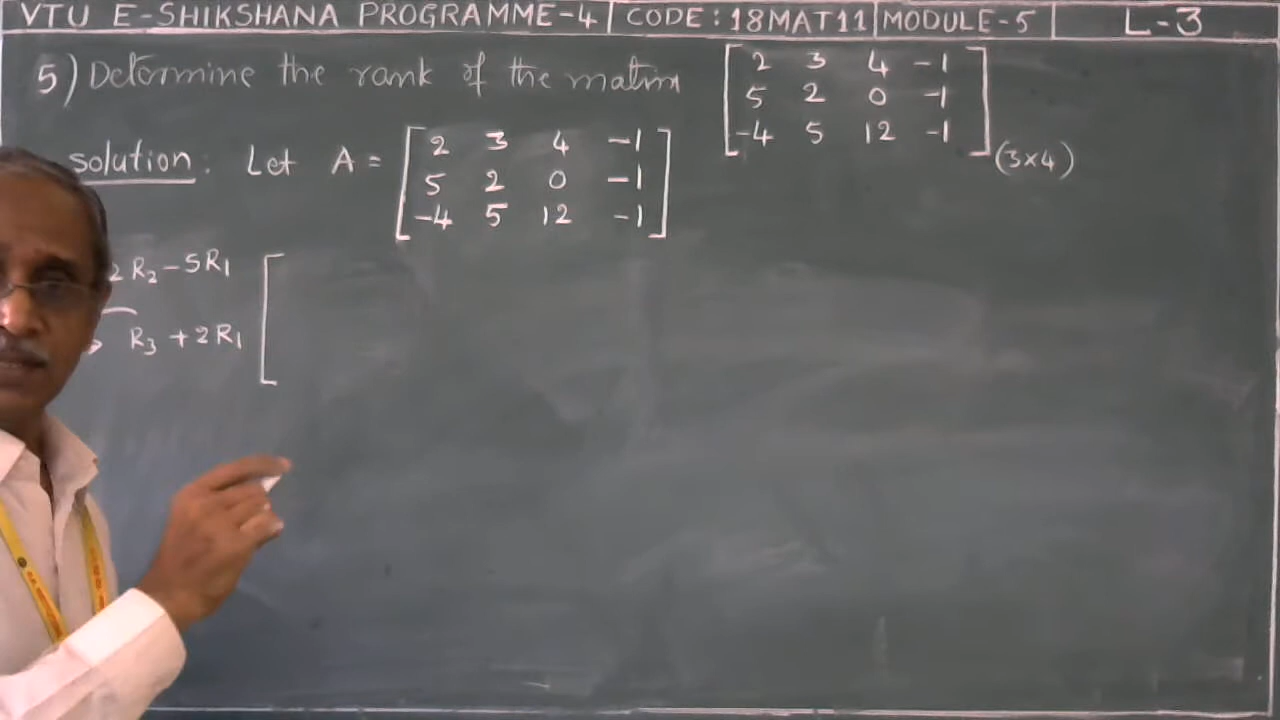 VTU E-SHIKSHANA PROGRAMME-4 | CODE: 18MAT11 | MODULE-5 | L-3
5) Determine the rank of the matrix [2 3 4 -1
5 2 0 -1
-4 5 12 -1](3×4)
solution: Let A = [2 3 4 -1
5 2 0 -1
-4 5 12 -1]
2R₂-5R₁ [
→ R₃+2R₁